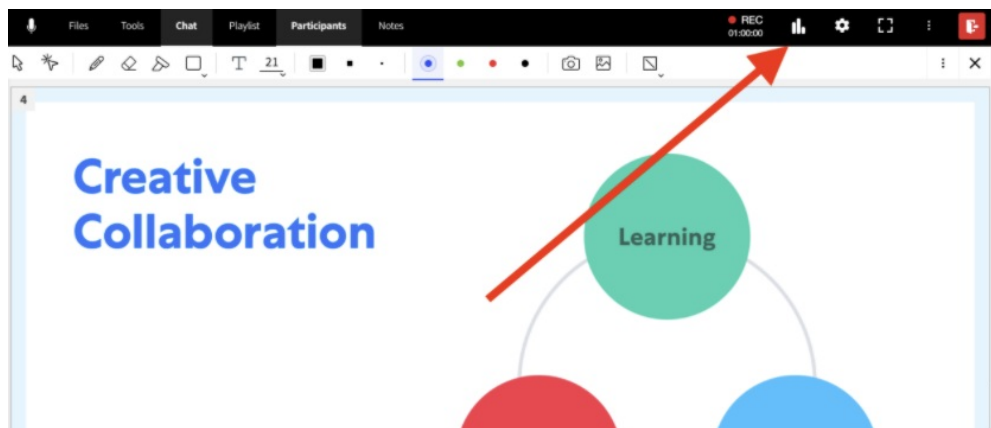 Files Tools Chat Playlist Participants Notes REC
01:00:00
T 21
4
Creative
Collaboration
Learning